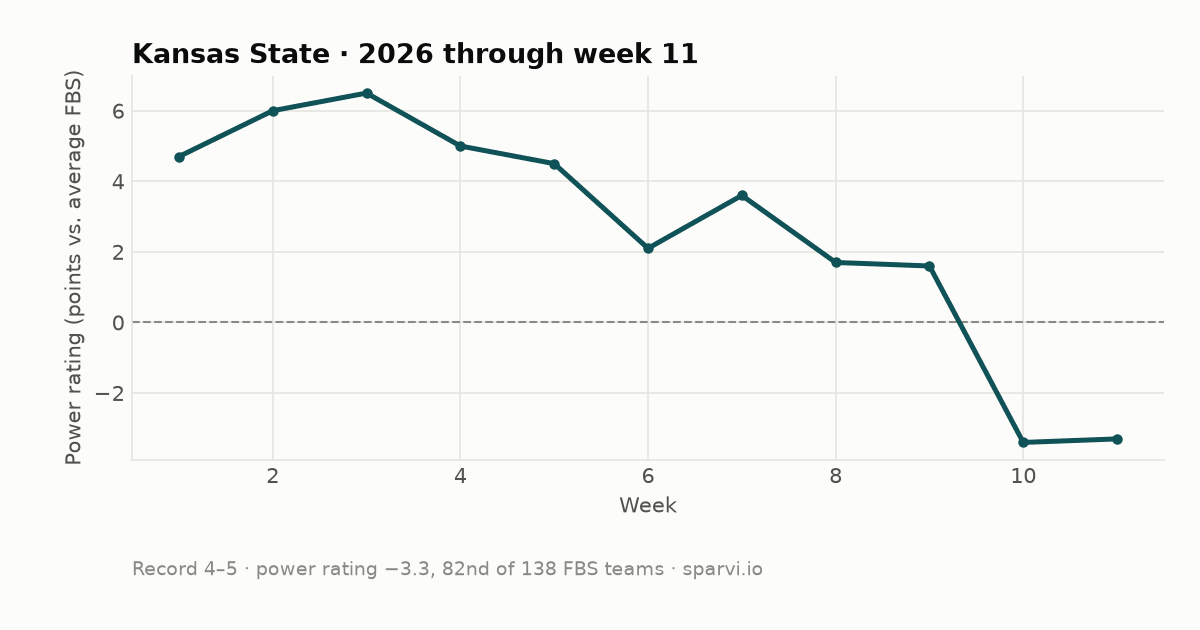 Kansas State · 2026 through week 11
Power rating (points vs. average FBS)
6
4
2
0
−2
2
4
6
8
10
Week
Record 4–5 · power rating −3.3, 82nd of 138 FBS teams · sparvi.io